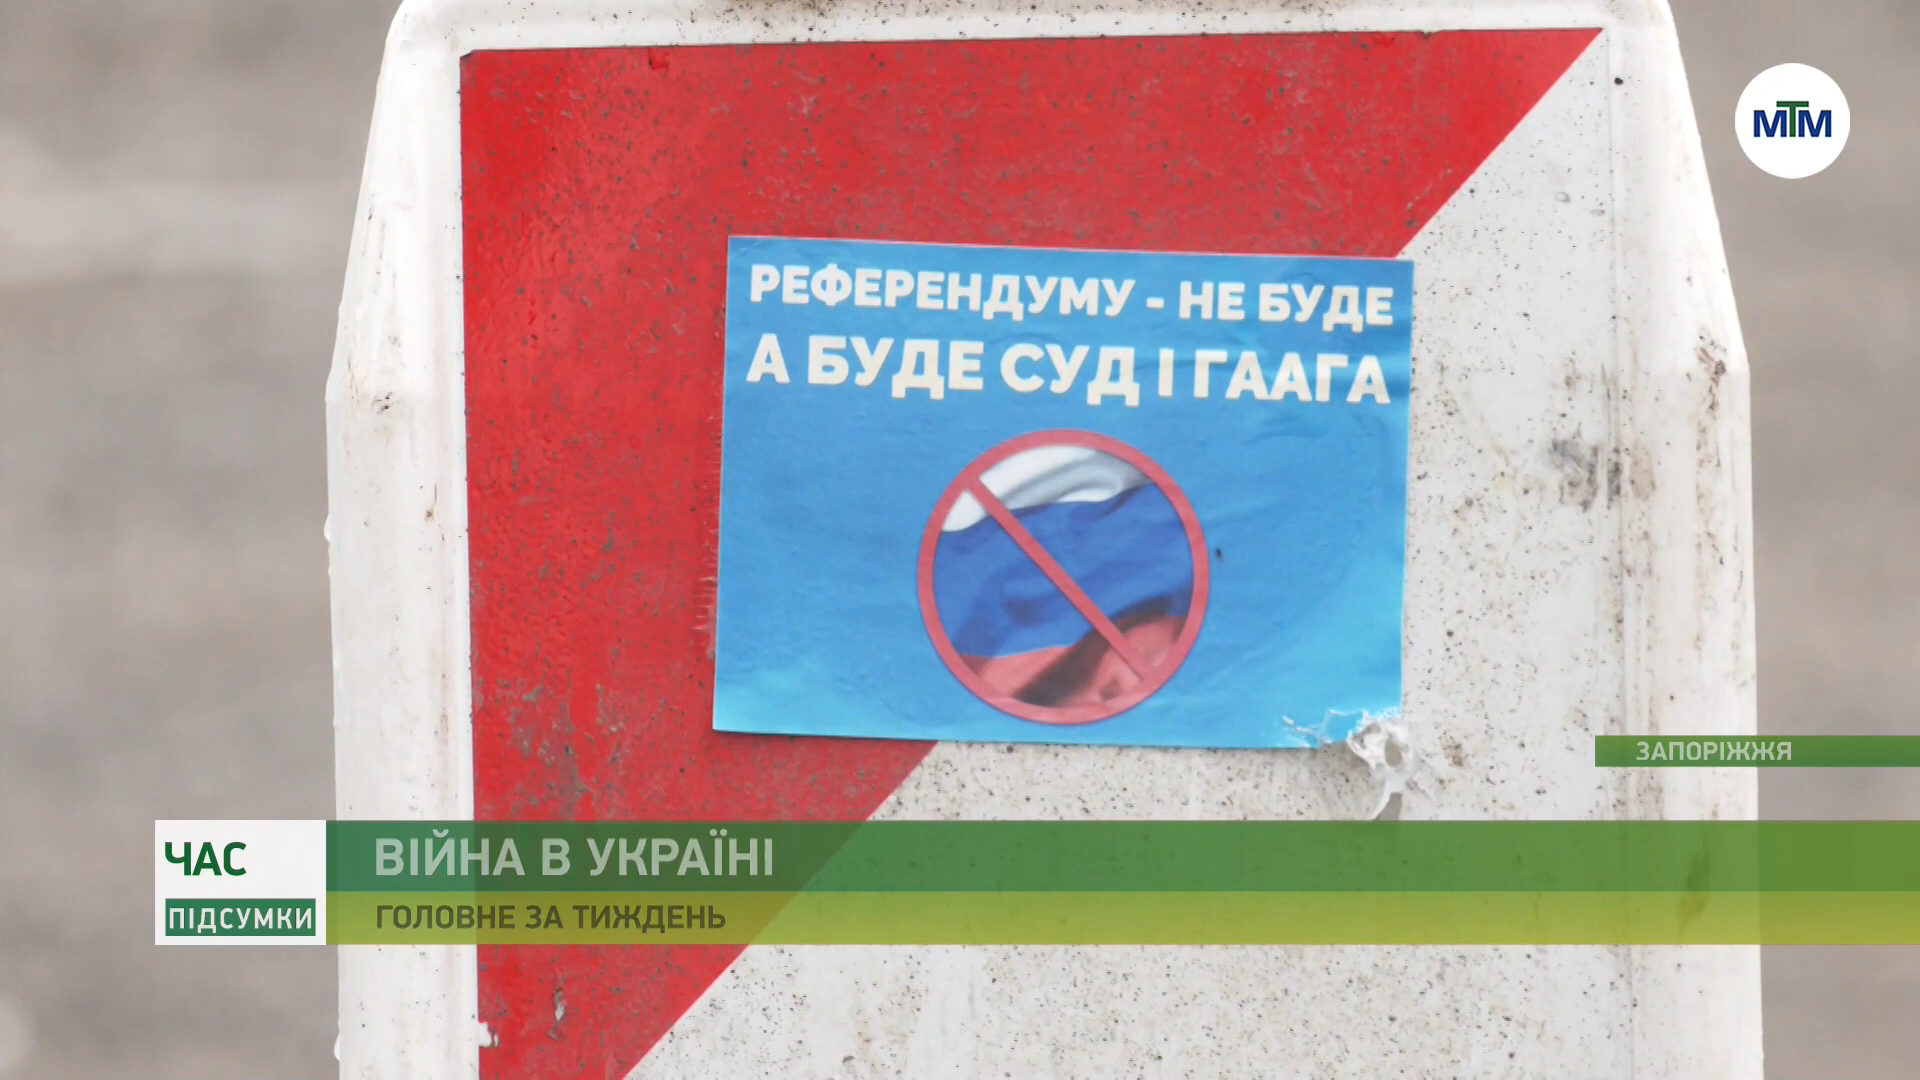 МТМ
РЕФЕРЕНДУМУ - НЕ БУДЕ
А БУДЕ СУД І ГААГА
ЗАПОРІЖЖЯ
ЧАС
ПІДСУМКИ
ВІЙНА В УКРАЇНІ
ГОЛОВНЕ ЗА ТИЖДЕНЬ